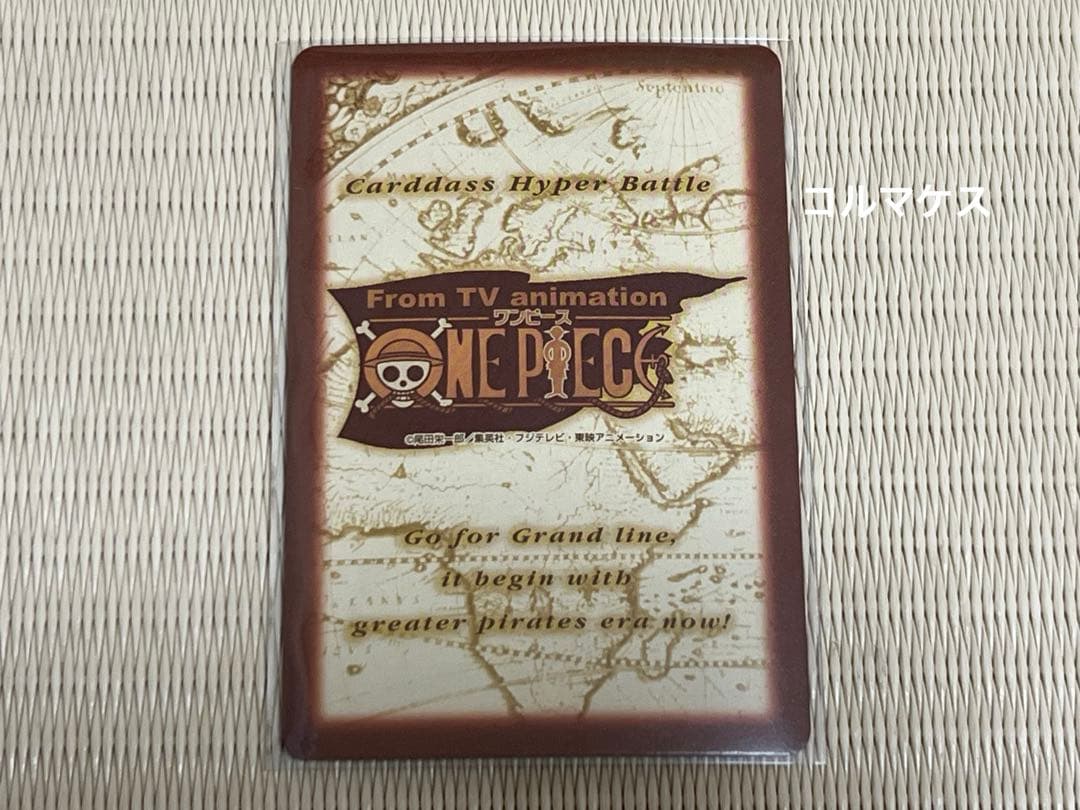 Septentrio
Carddass Hyper Battle
コルマケス
From TV animation
ワンピース
ONE PIECE
©尾田栄一郎/集英社・フジテレビ・東映アニメーション
Go for Grand line,
it begin with
greater pirates era now!